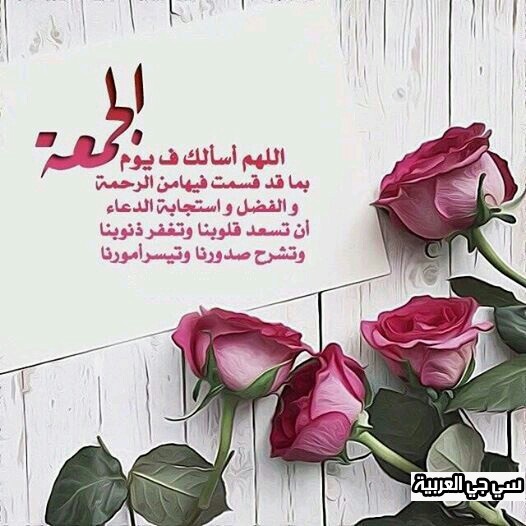 اللهم أسألك ف يوم الجمعة
بما قد قسمت فيهامن الرحمة
و الفضل و استجابة الدعاء
أن تسعد قلوبنا وتغفر ذنوبنا
وتشرح صدورنا وتيسرأمورنا
سي جي العربية